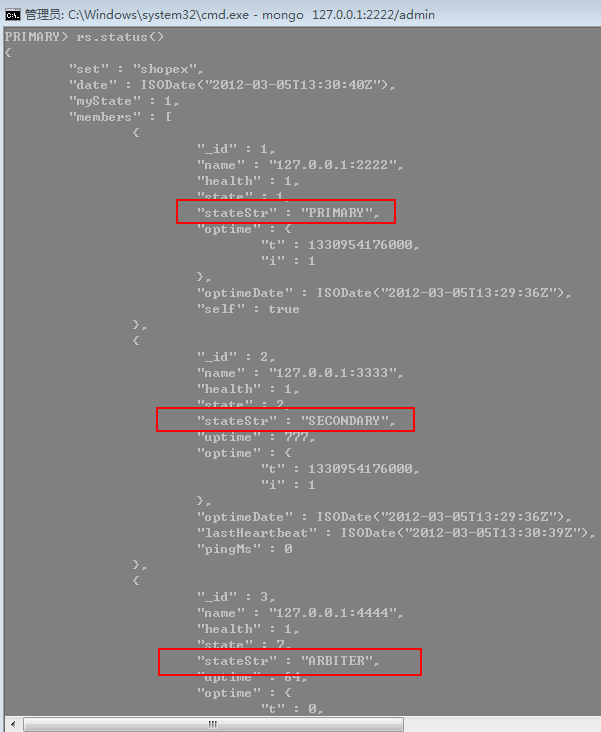 管理员: C:\Windows\system32\cmd.exe - mongo  127.0.0.1:2222/admin
PRIMARY> rs.status()
{
"set" : "shopex",
"date" : ISODate("2012-03-05T13:30:40Z"),
"myState" : 1,
"members" : [
{
"_id" : 1,
"name" : "127.0.0.1:2222",
"health" : 1,
"state" : 1,
"stateStr" : "PRIMARY",
"optime" : {
"t" : 1330954176000,
"i" : 1
},
"optimeDate" : ISODate("2012-03-05T13:29:36Z"),
"self" : true
},
{
"_id" : 2,
"name" : "127.0.0.1:3333",
"health" : 1,
"state" : 2,
"stateStr" : "SECONDARY",
"uptime" : 777,
"optime" : {
"t" : 1330954176000,
"i" : 1
},
"optimeDate" : ISODate("2012-03-05T13:29:36Z"),
"lastHeartbeat" : ISODate("2012-03-05T13:30:39Z"),
"pingMs" : 0
},
{
"_id" : 3,
"name" : "127.0.0.1:4444",
"health" : 1,
"state" : 7,
"stateStr" : "ARBITER",
"uptime" : 64,
"optime" : {
"t" : 0,